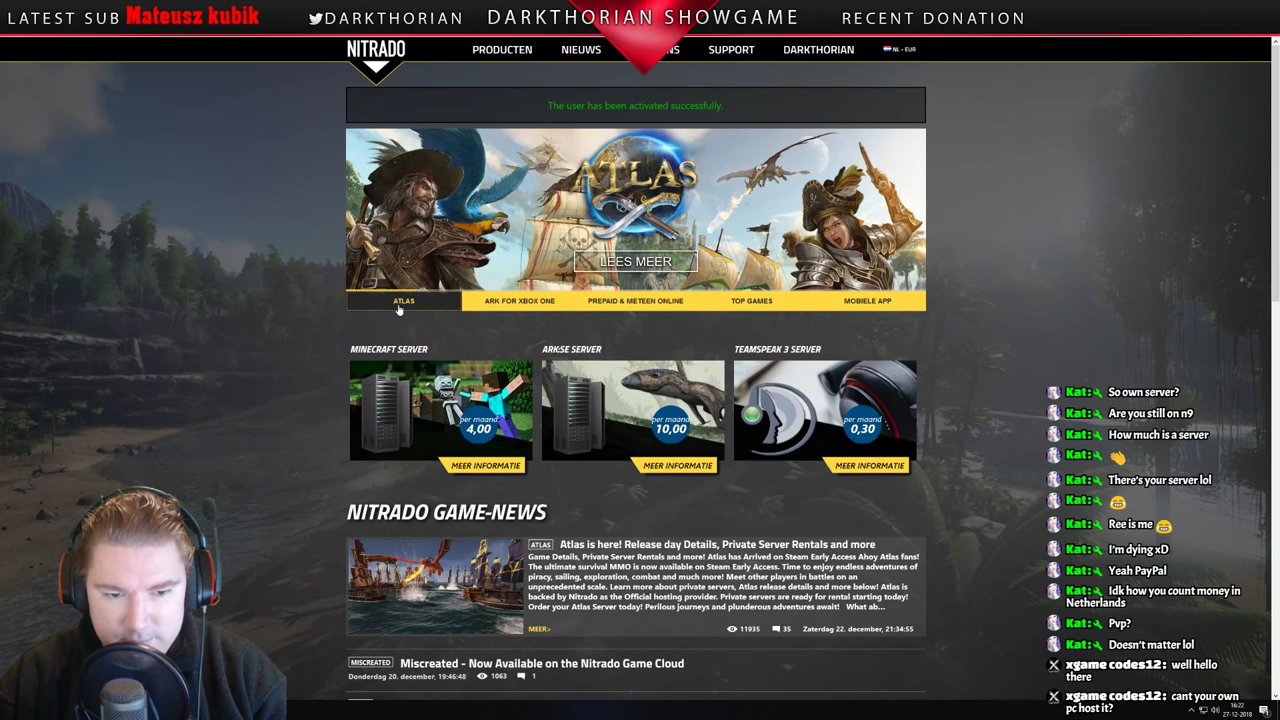 LATEST SUB Mateusz kubik DARKTHORIAN DARKTHORIAN SHOWGAME RECENT DONATION
NITRADO PRODUCTEN NIEUWS NS SUPPORT DARKTHORIAN NL - EUR
The user has been activated successfully.
ATLAS
LEES MEER
ATLAS ARK FOR XBOX ONE PREPAID & METEEN ONLINE TOP GAMES MOBIELE APP
MINECRAFT SERVER ARK:SE SERVER TEAMSPEAK 3 SERVER
per maand per maand per maand
4,00 10,00 0,30
MEER INFORMATIE MEER INFORMATIE MEER INFORMATIE
NITRADO GAME-NEWS
ATLAS Atlas is here! Release day Details, Private Server Rentals and more
Game Details, Private Server Rentals and more! Atlas has Arrived on Steam Early Access Ahoy Atlas fans!
The ultimate survival MMO is now available on Steam Early Access. Time to enjoy endless adventures of
piracy, sailing, exploration, combat and much more! Meet other players in battles on an
unprecedented scale. Learn more about private servers, Atlas release details and more below! Atlas is
backed by Nitrado as the Official hosting provider. Private servers are ready for rental starting today!
Order your Atlas Server today! Perilous journeys and plunderous adventures await! What ab...
MEER> 11935 35 Zaterdag 22. december, 21:34:55
MISCREATED Miscreated - Now Available on the Nitrado Game Cloud
Donderdag 20. december, 19:46:48 1063 1
Kat: So own server?
Kat: Are you still on n9
Kat: How much is a server
Kat: 👏
Kat: There's your server lol
Kat: 😂
Kat: Ree is me 😂
Kat: I'm dying xD
Kat: Yeah PayPal
Kat: Idk how you count money in
Netherlands
Kat: Pvp?
Kat: Doesn't matter lol
xgame codes12: well hello
there
xgame codes12: cant your own
pc host it?
16:22
27-12-2018